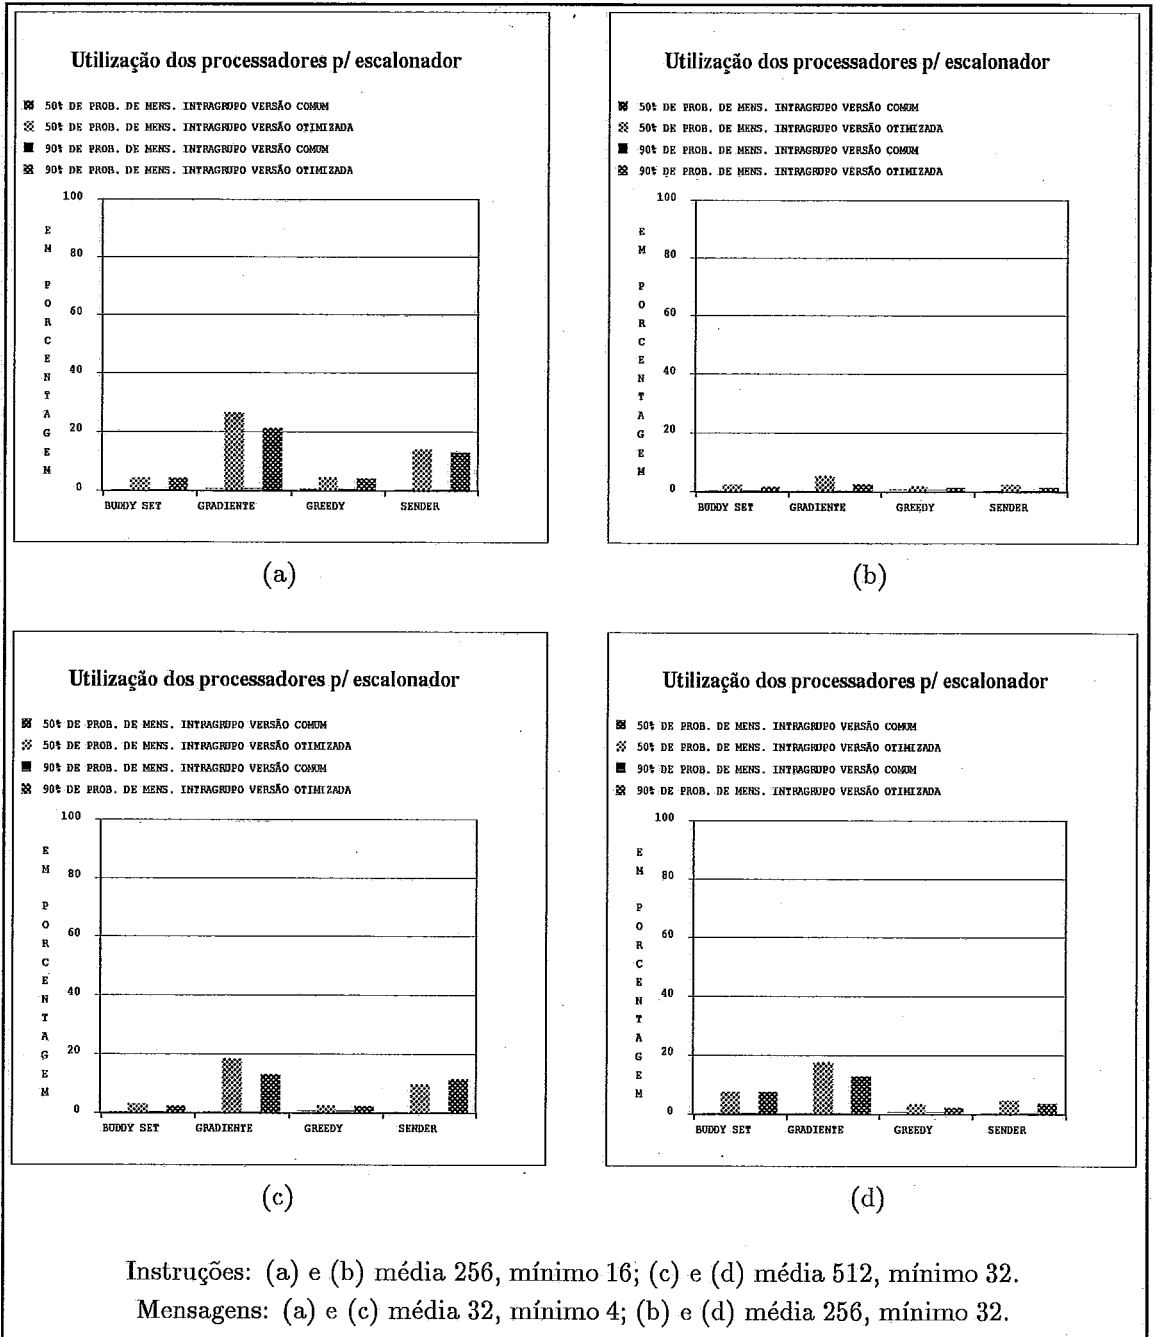 Utilização dos processadores p/ escalonador
50% DE PROB. DE MENS. INTRAGRUPO VERSÃO COMUM
50% DE PROB. DE MENS. INTRAGRUPO VERSÃO OTIMIZADA
90% DE PROB. DE MENS. INTRAGRUPO VERSÃO COMUM
90% DE PROB. DE MENS. INTRAGRUPO VERSÃO OTIMIZADA
EM PORCENTAGEM
100
80
60
40
20
0
BUDDY SET GRADIENTE GREEDY SENDER
(a)
Utilização dos processadores p/ escalonador
50% DE PROB. DE MENS. INTRAGRUPO VERSÃO COMUM
50% DE PROB. DE MENS. INTRAGRUPO VERSÃO OTIMIZADA
90% DE PROB. DE MENS. INTRAGRUPO VERSÃO COMUM
90% DE PROB. DE MENS. INTRAGRUPO VERSÃO OTIMIZADA
EM PORCENTAGEM
100
80
60
40
20
0
BUDDY SET GRADIENTE GREEDY SENDER
(b)
Utilização dos processadores p/ escalonador
50% DE PROB. DE MENS. INTRAGRUPO VERSÃO COMUM
50% DE PROB. DE MENS. INTRAGRUPO VERSÃO OTIMIZADA
90% DE PROB. DE MENS. INTRAGRUPO VERSÃO COMUM
90% DE PROB. DE MENS. INTRAGRUPO VERSÃO OTIMIZADA
EM PORCENTAGEM
100
80
60
40
20
0
BUDDY SET GRADIENTE GREEDY SENDER
(c)
Utilização dos processadores p/ escalonador
50% DE PROB. DE MENS. INTRAGRUPO VERSÃO COMUM
50% DE PROB. DE MENS. INTRAGRUPO VERSÃO OTIMIZADA
90% DE PROB. DE MENS. INTRAGRUPO VERSÃO COMUM
90% DE PROB. DE MENS. INTRAGRUPO VERSÃO OTIMIZADA
EM PORCENTAGEM
100
80
60
40
20
0
BUDDY SET GRADIENTE GREEDY SENDER
(d)
Instruções: (a) e (b) média 256, mínimo 16; (c) e (d) média 512, mínimo 32.
Mensagens: (a) e (c) média 32, mínimo 4; (b) e (d) média 256, mínimo 32.